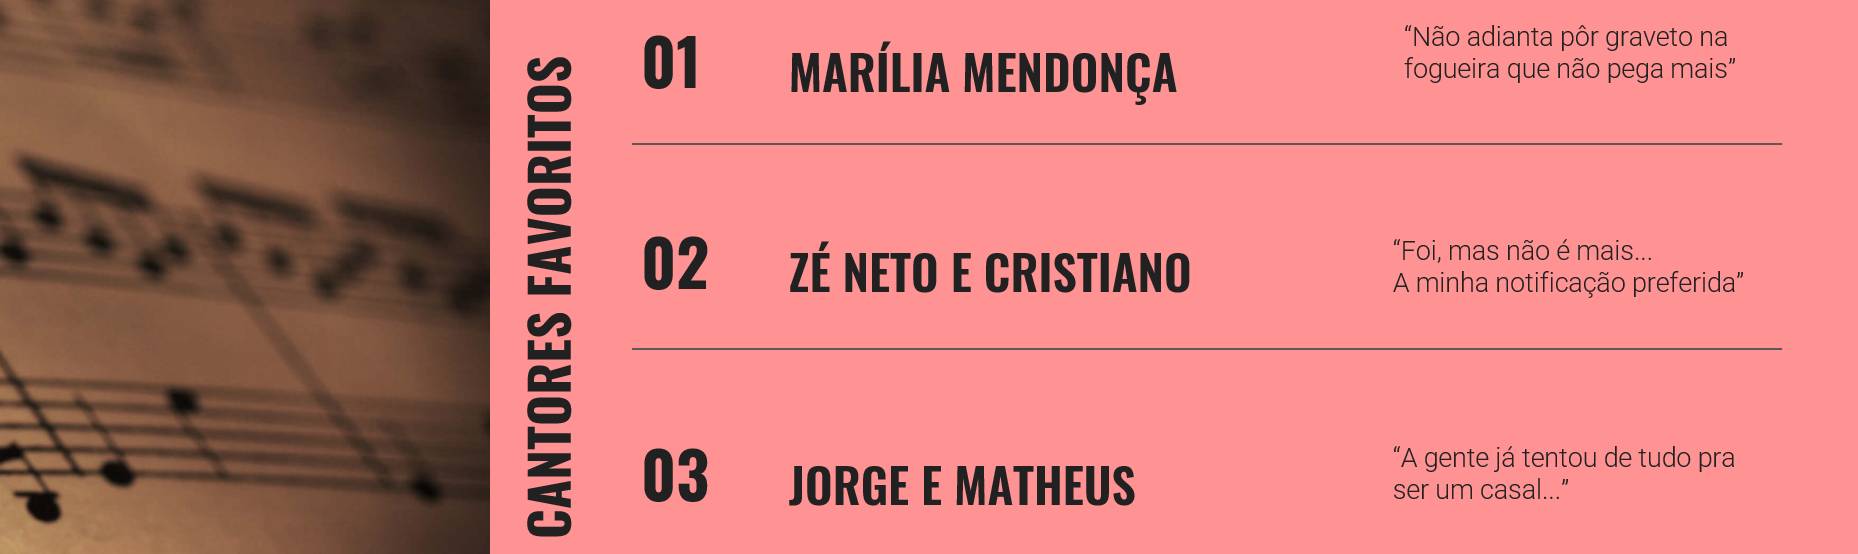 CANTORES FAVORITOS
01
MARÍLIA MENDONÇA
“Não adianta pôr graveto na
fogueira que não pega mais”
02
ZÉ NETO E CRISTIANO
“Foi, mas não é mais...
A minha notificação preferida”
03
JORGE E MATHEUS
“A gente já tentou de tudo pra
ser um casal...”